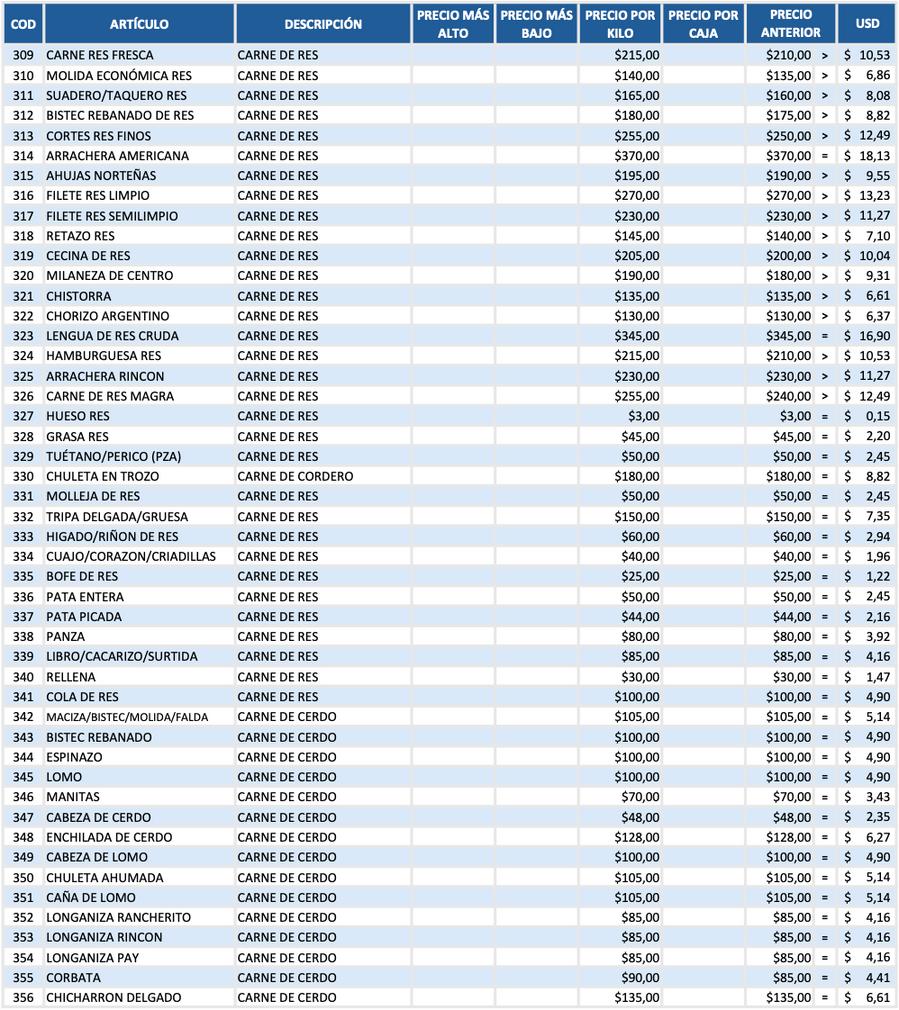 COD ARTÍCULO DESCRIPCIÓN PRECIO MÁS ALTO PRECIO MÁS BAJO PRECIO POR KILO PRECIO POR CAJA PRECIO ANTERIOR USD
309 CARNE RES FRESCA CARNE DE RES $215,00 $210,00 > $ 10,53
310 MOLIDA ECONÓMICA RES CARNE DE RES $140,00 $135,00 > $ 6,86
311 SUADERO/TAQUERO RES CARNE DE RES $165,00 $160,00 > $ 8,08
312 BISTEC REBANADO DE RES CARNE DE RES $180,00 $175,00 > $ 8,82
313 CORTES RES FINOS CARNE DE RES $255,00 $250,00 > $ 12,49
314 ARRACHERA AMERICANA CARNE DE RES $370,00 $370,00 = $ 18,13
315 AHUJAS NORTEÑAS CARNE DE RES $195,00 $190,00 > $ 9,55
316 FILETE RES LIMPIO CARNE DE RES $270,00 $270,00 > $ 13,23
317 FILETE RES SEMILIMPIO CARNE DE RES $230,00 $230,00 > $ 11,27
318 RETAZO RES CARNE DE RES $145,00 $140,00 > $ 7,10
319 CECINA DE RES CARNE DE RES $205,00 $200,00 > $ 10,04
320 MILANEZA DE CENTRO CARNE DE RES $190,00 $180,00 > $ 9,31
321 CHISTORRA CARNE DE RES $135,00 $135,00 > $ 6,61
322 CHORIZO ARGENTINO CARNE DE RES $130,00 $130,00 > $ 6,37
323 LENGUA DE RES CRUDA CARNE DE RES $345,00 $345,00 = $ 16,90
324 HAMBURGUESA RES CARNE DE RES $215,00 $210,00 > $ 10,53
325 ARRACHERA RINCON CARNE DE RES $230,00 $230,00 > $ 11,27
326 CARNE DE RES MAGRA CARNE DE RES $255,00 $240,00 > $ 12,49
327 HUESO RES CARNE DE RES $3,00 $3,00 = $ 0,15
328 GRASA RES CARNE DE RES $45,00 $45,00 = $ 2,20
329 TUÉTANO/PERICO (PZA) CARNE DE RES $50,00 $50,00 = $ 2,45
330 CHULETA EN TROZO CARNE DE CORDERO $180,00 $180,00 = $ 8,82
331 MOLLEJA DE RES CARNE DE RES $50,00 $50,00 = $ 2,45
332 TRIPA DELGADA/GRUESA CARNE DE RES $150,00 $150,00 = $ 7,35
333 HIGADO/RIÑON DE RES CARNE DE RES $60,00 $60,00 = $ 2,94
334 CUAJO/CORAZON/CRIADILLAS CARNE DE RES $40,00 $40,00 = $ 1,96
335 BOFE DE RES CARNE DE RES $25,00 $25,00 = $ 1,22
336 PATA ENTERA CARNE DE RES $50,00 $50,00 = $ 2,45
337 PATA PICADA CARNE DE RES $44,00 $44,00 = $ 2,16
338 PANZA CARNE DE RES $80,00 $80,00 = $ 3,92
339 LIBRO/CACARIZO/SURTIDA CARNE DE RES $85,00 $85,00 = $ 4,16
340 RELLENA CARNE DE RES $30,00 $30,00 = $ 1,47
341 COLA DE RES CARNE DE RES $100,00 $100,00 = $ 4,90
342 MACIZA/BISTEC/MOLIDA/FALDA CARNE DE CERDO $105,00 $105,00 = $ 5,14
343 BISTEC REBANADO CARNE DE CERDO $100,00 $100,00 = $ 4,90
344 ESPINAZO CARNE DE CERDO $100,00 $100,00 = $ 4,90
345 LOMO CARNE DE CERDO $100,00 $100,00 = $ 4,90
346 MANITAS CARNE DE CERDO $70,00 $70,00 = $ 3,43
347 CABEZA DE CERDO CARNE DE CERDO $48,00 $48,00 = $ 2,35
348 ENCHILADA DE CERDO CARNE DE CERDO $128,00 $128,00 = $ 6,27
349 CABEZA DE LOMO CARNE DE CERDO $100,00 $100,00 = $ 4,90
350 CHULETA AHUMADA CARNE DE CERDO $105,00 $105,00 = $ 5,14
351 CAÑA DE LOMO CARNE DE CERDO $105,00 $105,00 = $ 5,14
352 LONGANIZA RANCHERITO CARNE DE CERDO $85,00 $85,00 = $ 4,16
353 LONGANIZA RINCON CARNE DE CERDO $85,00 $85,00 = $ 4,16
354 LONGANIZA PAY CARNE DE CERDO $85,00 $85,00 = $ 4,16
355 CORBATA CARNE DE CERDO $90,00 $85,00 = $ 4,41
356 CHICHARRON DELGADO CARNE DE CERDO $135,00 $135,00 = $ 6,61